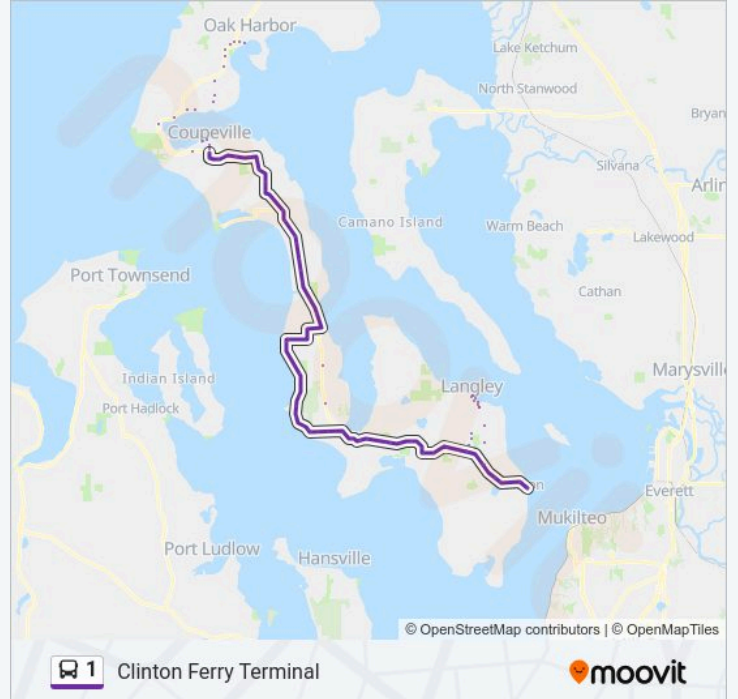 Oak Harbor
Lake Ketchum
North Stanwood
Bryan
Coupeville
Silvana
Arlin
Camano Island
Warm Beach
Lakewood
Port Townsend
Cathan
Indian Island
Marysvill
Langley
Port Hadlock
Everett
Mukilteo
Port Ludlow
Hansville
© OpenStreetMap contributors | © OpenMapTiles
1 Clinton Ferry Terminal moovit